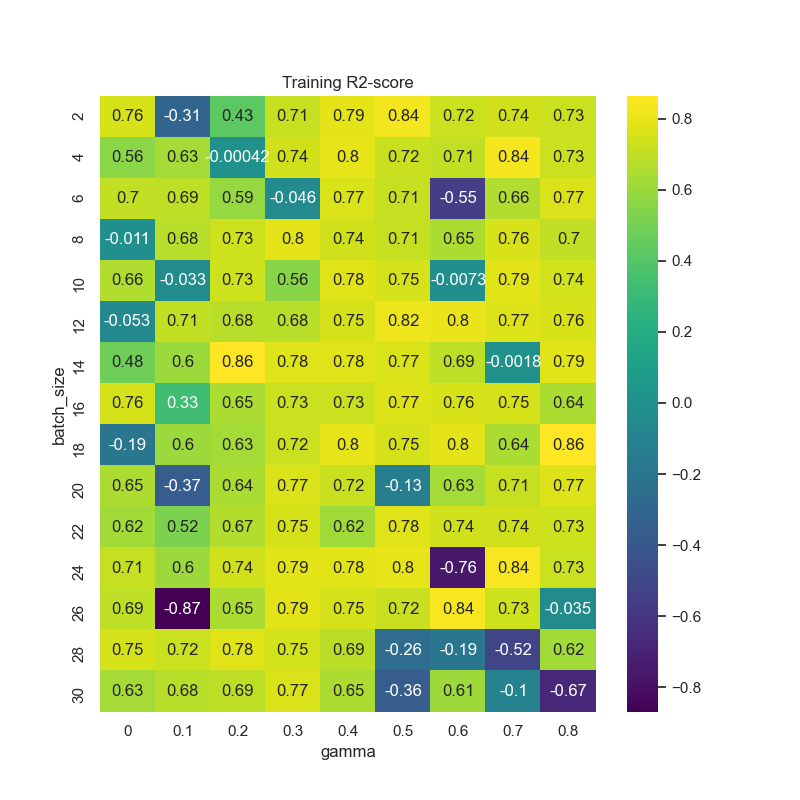 Training R2-score
2 0.76 -0.31 0.43 0.71 0.79 0.84 0.72 0.74 0.73
4 0.56 0.63 -0.00042 0.74 0.8 0.72 0.71 0.84 0.73
6 0.7 0.69 0.59 -0.046 0.77 0.71 -0.55 0.66 0.77
8 -0.011 0.68 0.73 0.8 0.74 0.71 0.65 0.76 0.7
10 0.66 -0.033 0.73 0.56 0.78 0.75 -0.0073 0.79 0.74
12 -0.053 0.71 0.68 0.68 0.75 0.82 0.8 0.77 0.76
14 0.48 0.6 0.86 0.78 0.78 0.77 0.69 -0.0018 0.79
16 0.76 0.33 0.65 0.73 0.73 0.77 0.76 0.75 0.64
18 -0.19 0.6 0.63 0.72 0.8 0.75 0.8 0.64 0.86
20 0.65 -0.37 0.64 0.77 0.72 -0.13 0.63 0.71 0.77
22 0.62 0.52 0.67 0.75 0.62 0.78 0.74 0.74 0.73
24 0.71 0.6 0.74 0.79 0.78 0.8 -0.76 0.84 0.73
26 0.69 -0.87 0.65 0.79 0.75 0.72 0.84 0.73 -0.035
28 0.75 0.72 0.78 0.75 0.69 -0.26 -0.19 -0.52 0.62
30 0.63 0.68 0.69 0.77 0.65 -0.36 0.61 -0.1 -0.67
0 0.1 0.2 0.3 0.4 0.5 0.6 0.7 0.8
gamma
batch_size
0.8
0.6
0.4
0.2
0.0
−0.2
−0.4
−0.6
−0.8